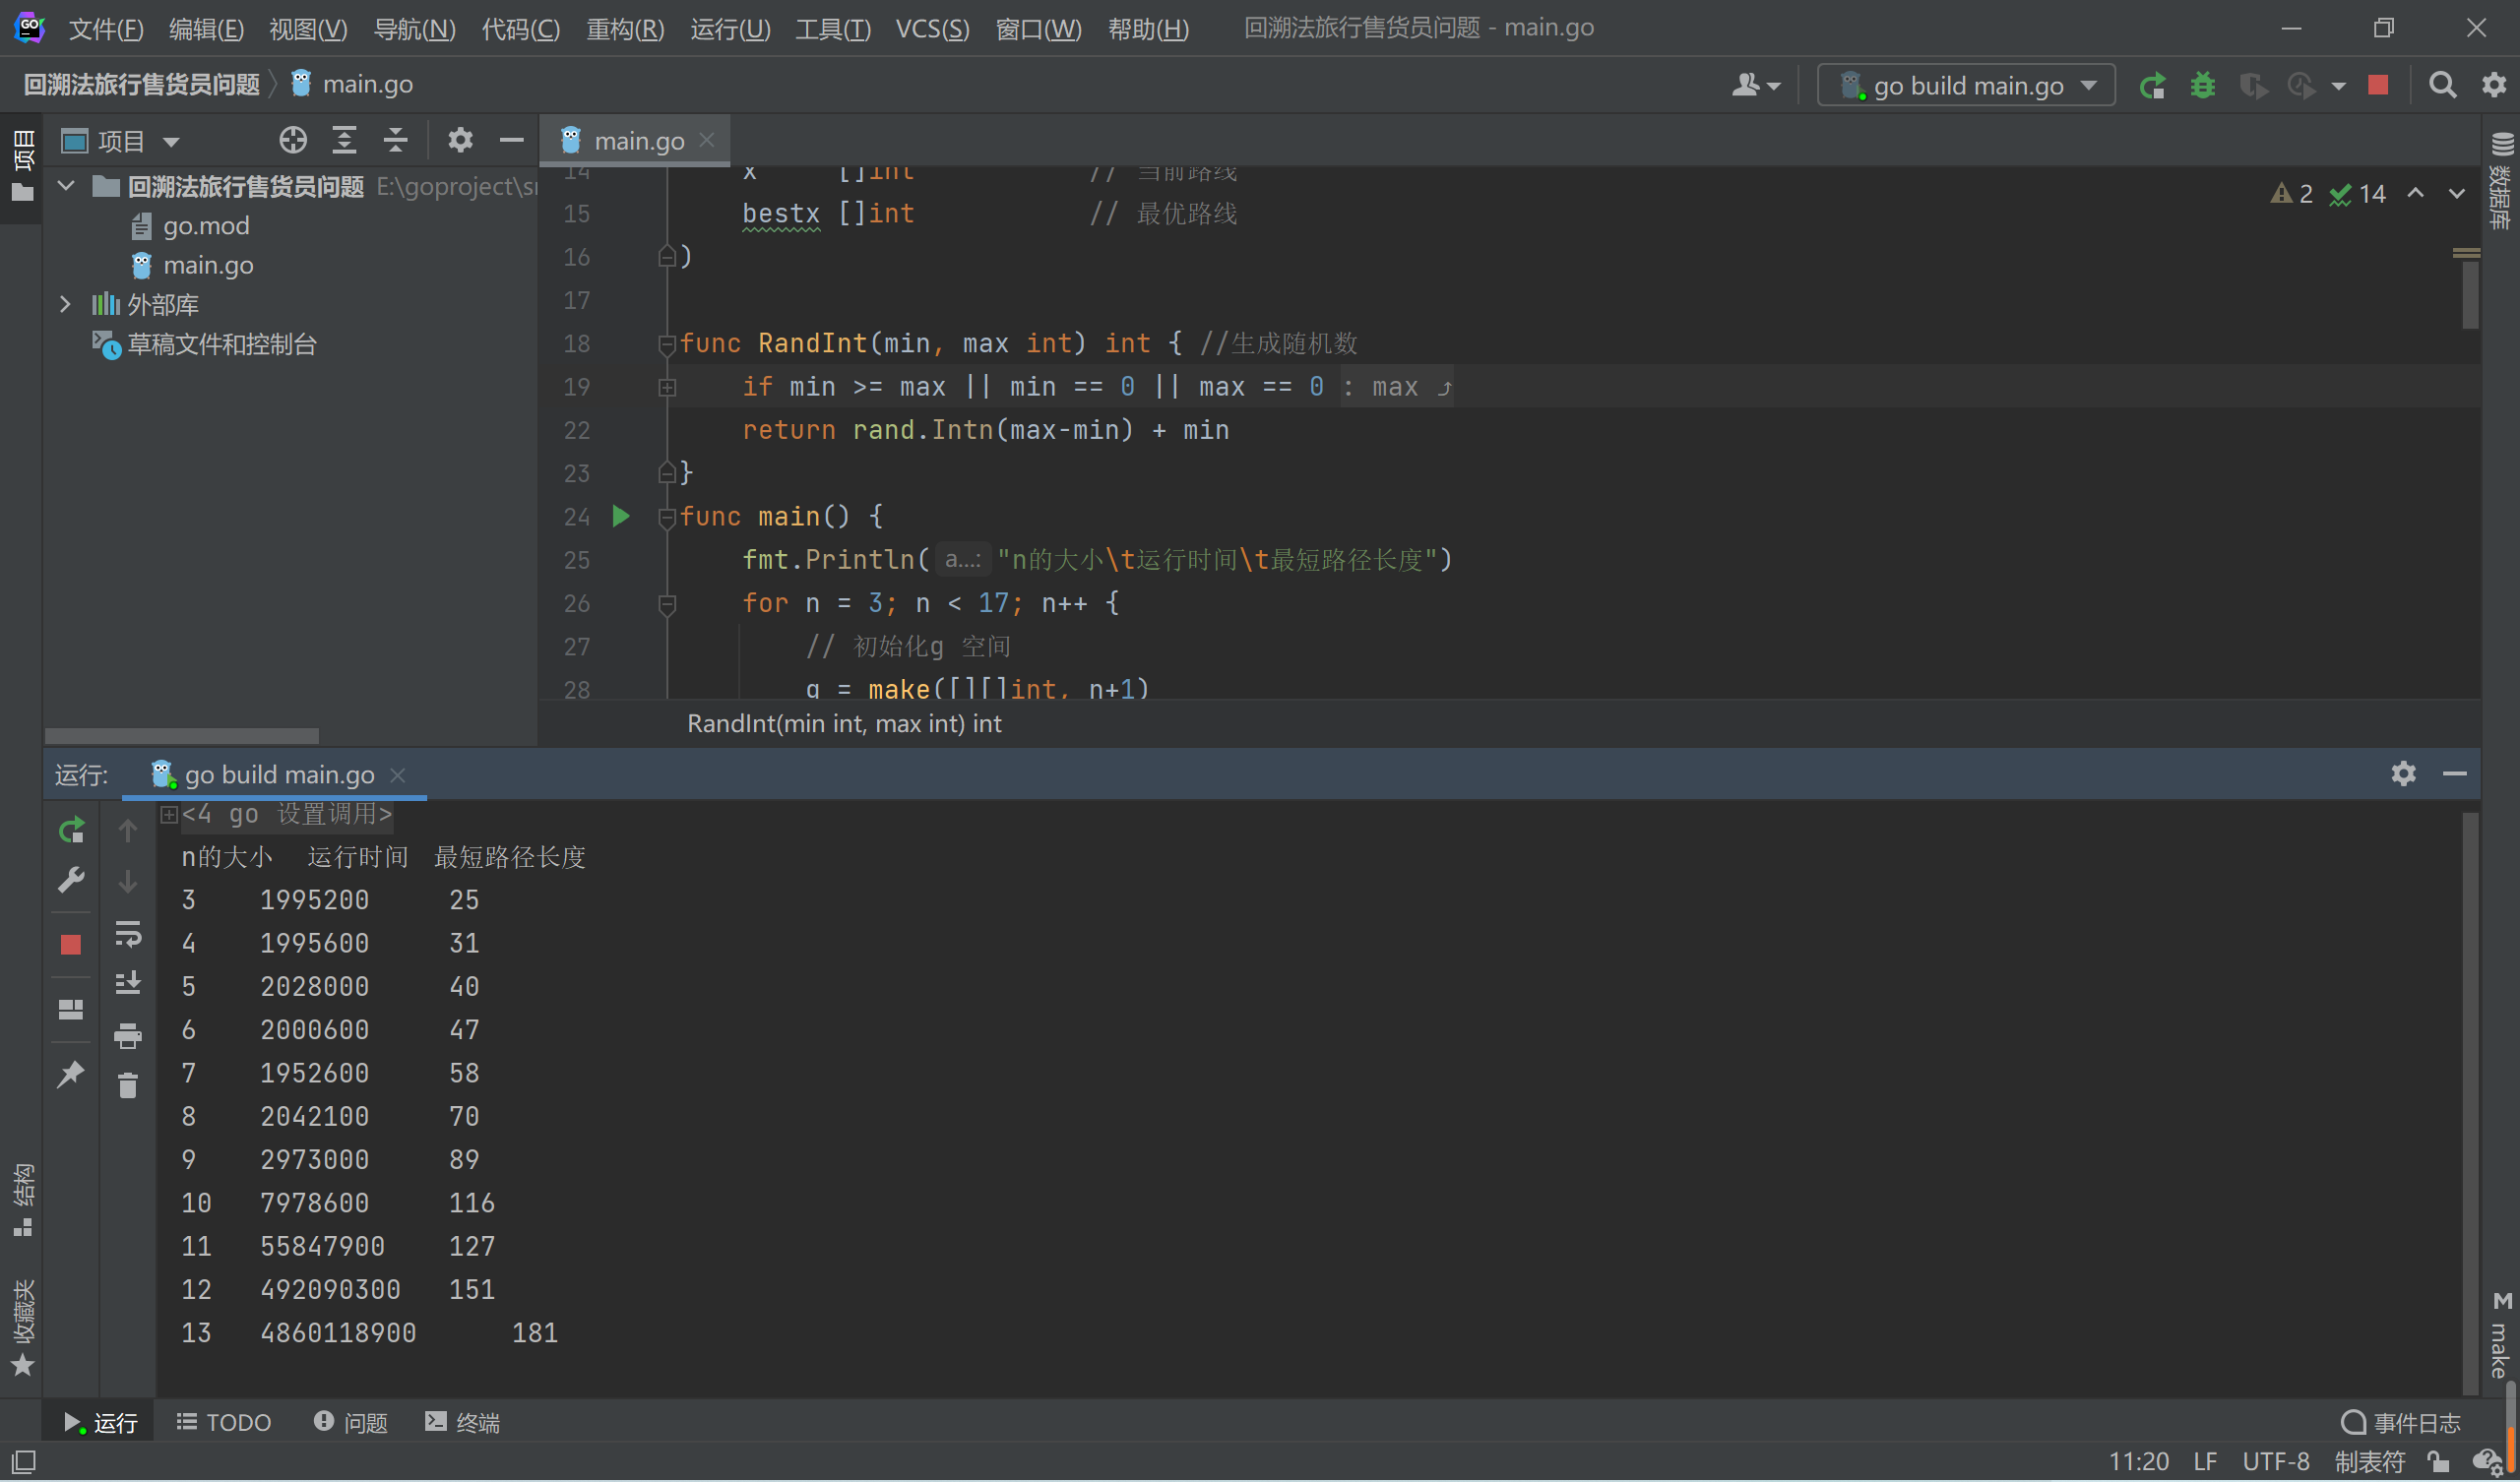 文件(F) 编辑(E) 视图(V) 导航(N) 代码(C) 重构(R) 运行(U) 工具(T) VCS(S) 窗口(W) 帮助(H) 回溯法旅行售货员问题 - main.go
回溯法旅行售货员问题 main.go go build main.go
项目 main.go
项目
回溯法旅行售货员问题 E:\goproject\s
go.mod
main.go
外部库
草稿文件和控制台
14 x []int // 当前路线
15 bestx []int // 最优路线
16 )
17
18 func RandInt(min, max int) int { //生成随机数
19 if min >= max || min == 0 || max == 0 : max
22 return rand.Intn(max-min) + min
23 }
24 func main() {
25 fmt.Println( a...: "n的大小\t运行时间\t最短路径长度")
26 for n = 3; n < 17; n++ {
27 // 初始化g 空间
28 g = make([][]int, n+1)
2 14
数据库
RandInt(min int, max int) int
运行: go build main.go
<4 go 设置调用>
n的大小 运行时间 最短路径长度
3 1995200 25
4 1995600 31
5 2028000 40
6 2000600 47
7 1952600 58
8 2042100 70
9 2973000 89
10 7978600 116
11 55847900 127
12 492090300 151
13 4860118900 181
结构
收藏夹
make
运行 TODO 问题 终端 事件日志
11:20 LF UTF-8 制表符